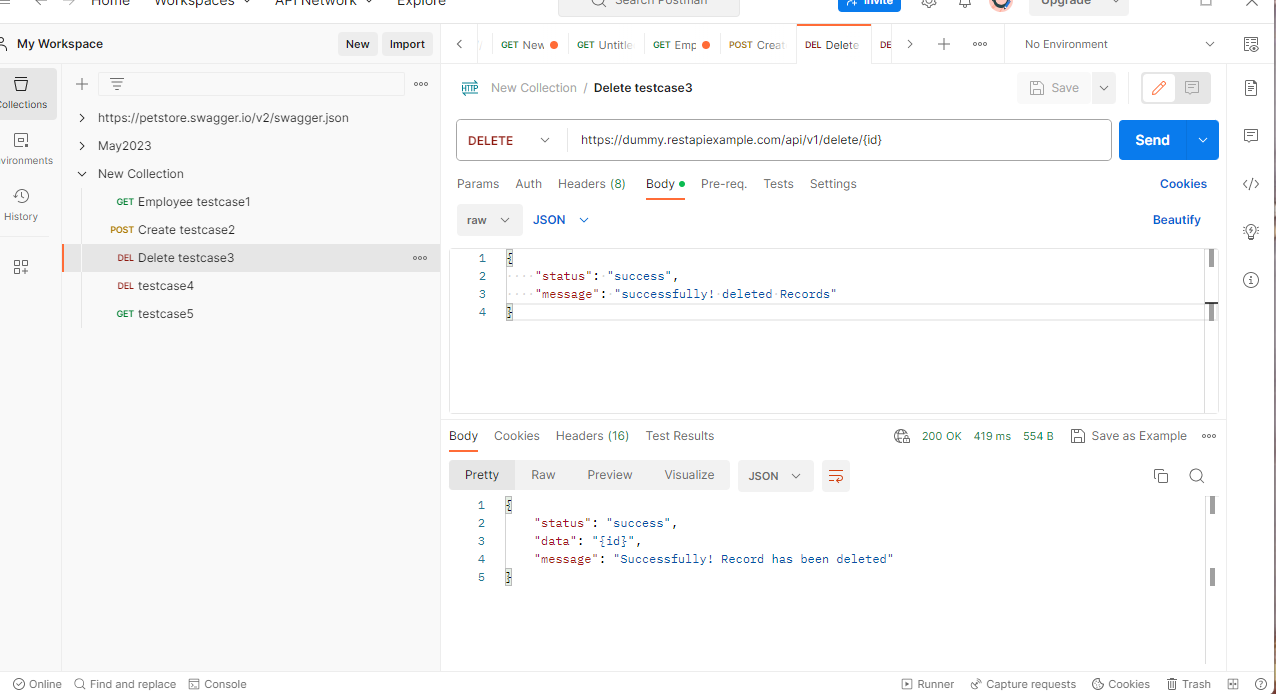 Home Workspaces API Network Explore Search Postman Invite Upgrade
My Workspace New Import
GET New GET Untitle GET Emp POST Creat DEL Delete DE No Environment
Collections
https://petstore.swagger.io/v2/swagger.json
May2023
New Collection
GET Employee testcase1
POST Create testcase2
DEL Delete testcase3
DEL testcase4
GET testcase5
vironments
History
HTTP New Collection / Delete testcase3 Save
DELETE https://dummy.restapiexample.com/api/v1/delete/{id} Send
Params Auth Headers (8) Body Pre-req. Tests Settings Cookies
raw JSON Beautify
1 {
2 "status": "success",
3 "message": "successfully! deleted Records"
4 }
Body Cookies Headers (16) Test Results 200 OK 419 ms 554 B Save as Example
Pretty Raw Preview Visualize JSON
1 {
2 "status": "success",
3 "data": "{id}",
4 "message": "Successfully! Record has been deleted"
5 }
Online Find and replace Console Runner Capture requests Cookies Trash